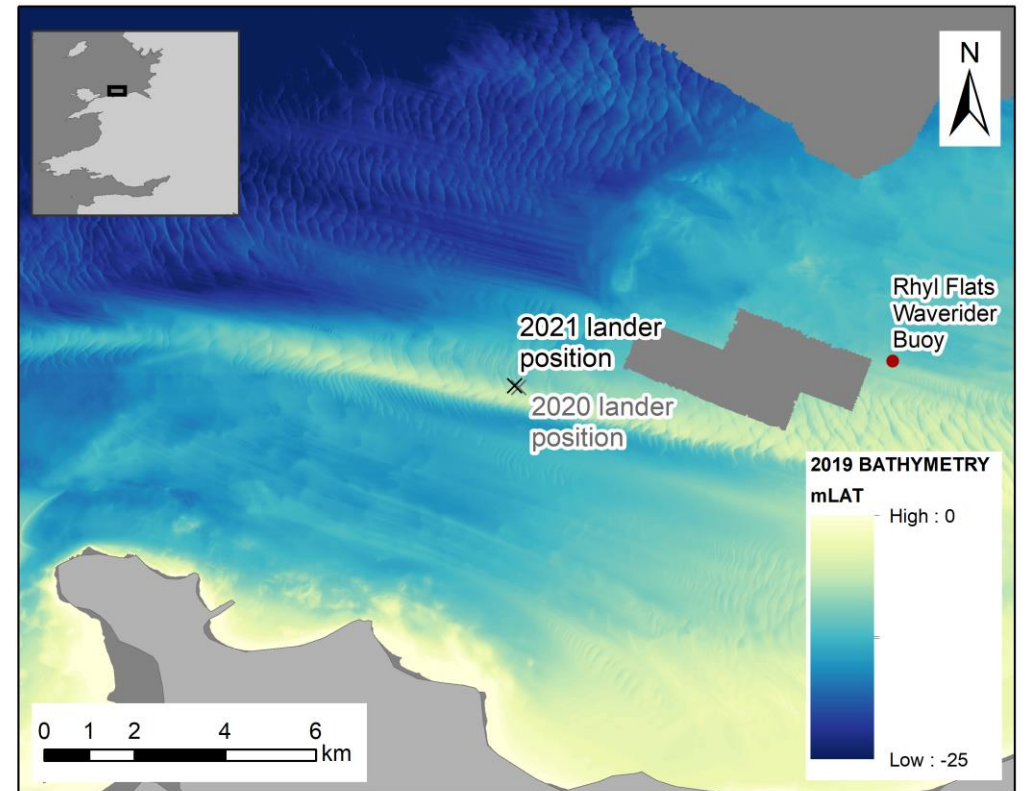 N
Rhyl Flats
Waverider
Buoy
2021 lander
position
2020 lander
position
2019 BATHYMETRY
mLAT
High : 0
Low : -25
0 1 2 4 6
km